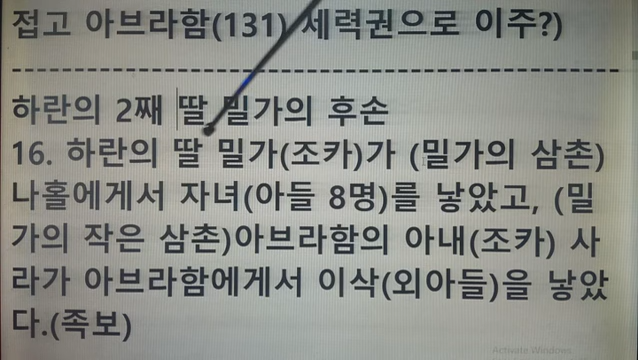 접고 아브라함(131) 세력권으로 이주?)
하란의 2째 딸 밀가의 후손
16. 하란의 딸 밀가(조카)가 (밀가의 삼촌)
나홀에게서 자녀(아들 8명)를 낳았고, (밀
가의 작은 삼촌)아브라함의 아내(조카) 사
라가 아브라함에게서 이삭(외아들)을 낳았
다.(족보)
Activate Windows